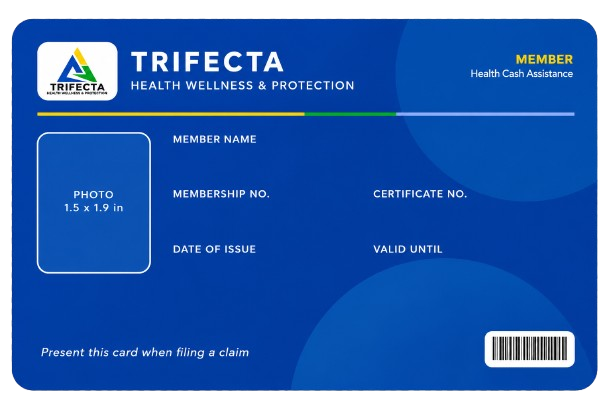 TRIFECTA
HEALTH WELLNESS & PROTECTION
TRIFECTA
HEALTH WELLNESS & PROTECTION
MEMBER
Health Cash Assistance
MEMBER NAME
PHOTO
1.5 x 1.9 in
MEMBERSHIP NO.
CERTIFICATE NO.
DATE OF ISSUE
VALID UNTIL
Present this card when filing a claim